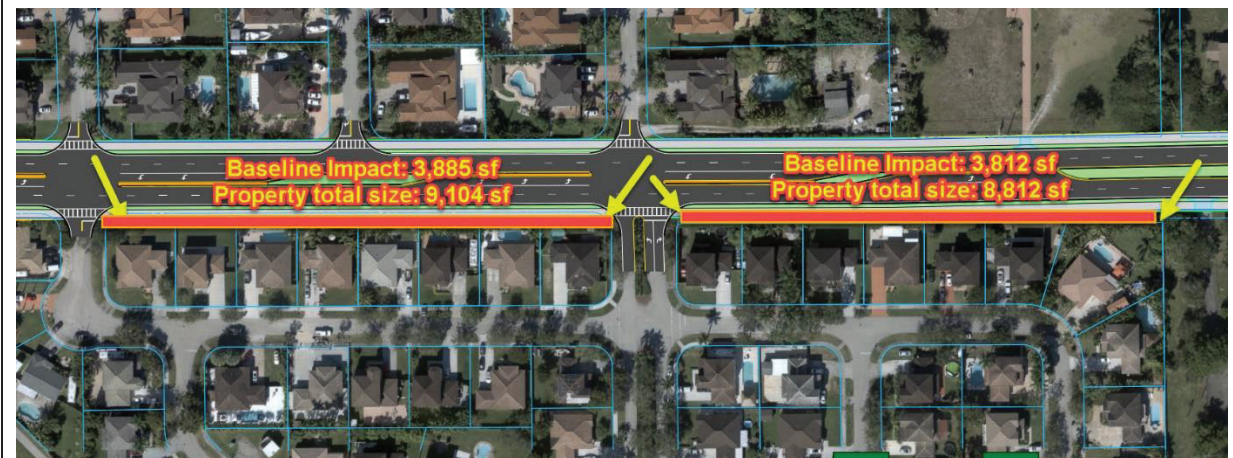 Baseline Impact: 3,885 sf
Property total size: 9,104 sf
Baseline Impact: 3,812 sf
Property total size: 8,812 sf